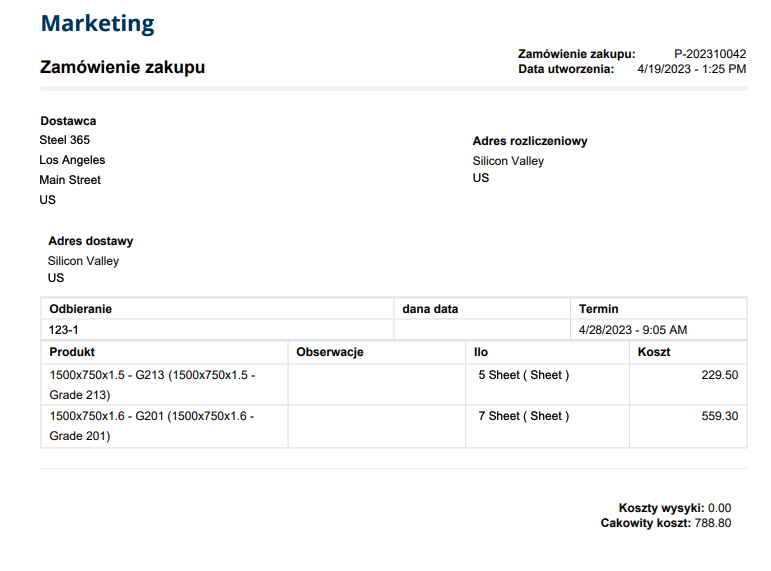 Marketing
Zamówienie zakupu
Zamówienie zakupu: P-202310042
Data utworzenia: 4/19/2023 - 1:25 PM
Dostawca
Steel 365
Los Angeles
Main Street
US
Adres rozliczeniowy
Silicon Valley
US
Adres dostawy
Silicon Valley
US
Odbieranie dana data Termin
123-1 4/28/2023 - 9:05 AM
Produkt Obserwacje Ilo Koszt
1500x750x1.5 - G213 (1500x750x1.5 - 5 Sheet ( Sheet ) 229.50
Grade 213)
1500x750x1.6 - G201 (1500x750x1.6 - 7 Sheet ( Sheet ) 559.30
Grade 201)
Koszty wysyki: 0.00
Cakowity koszt: 788.80